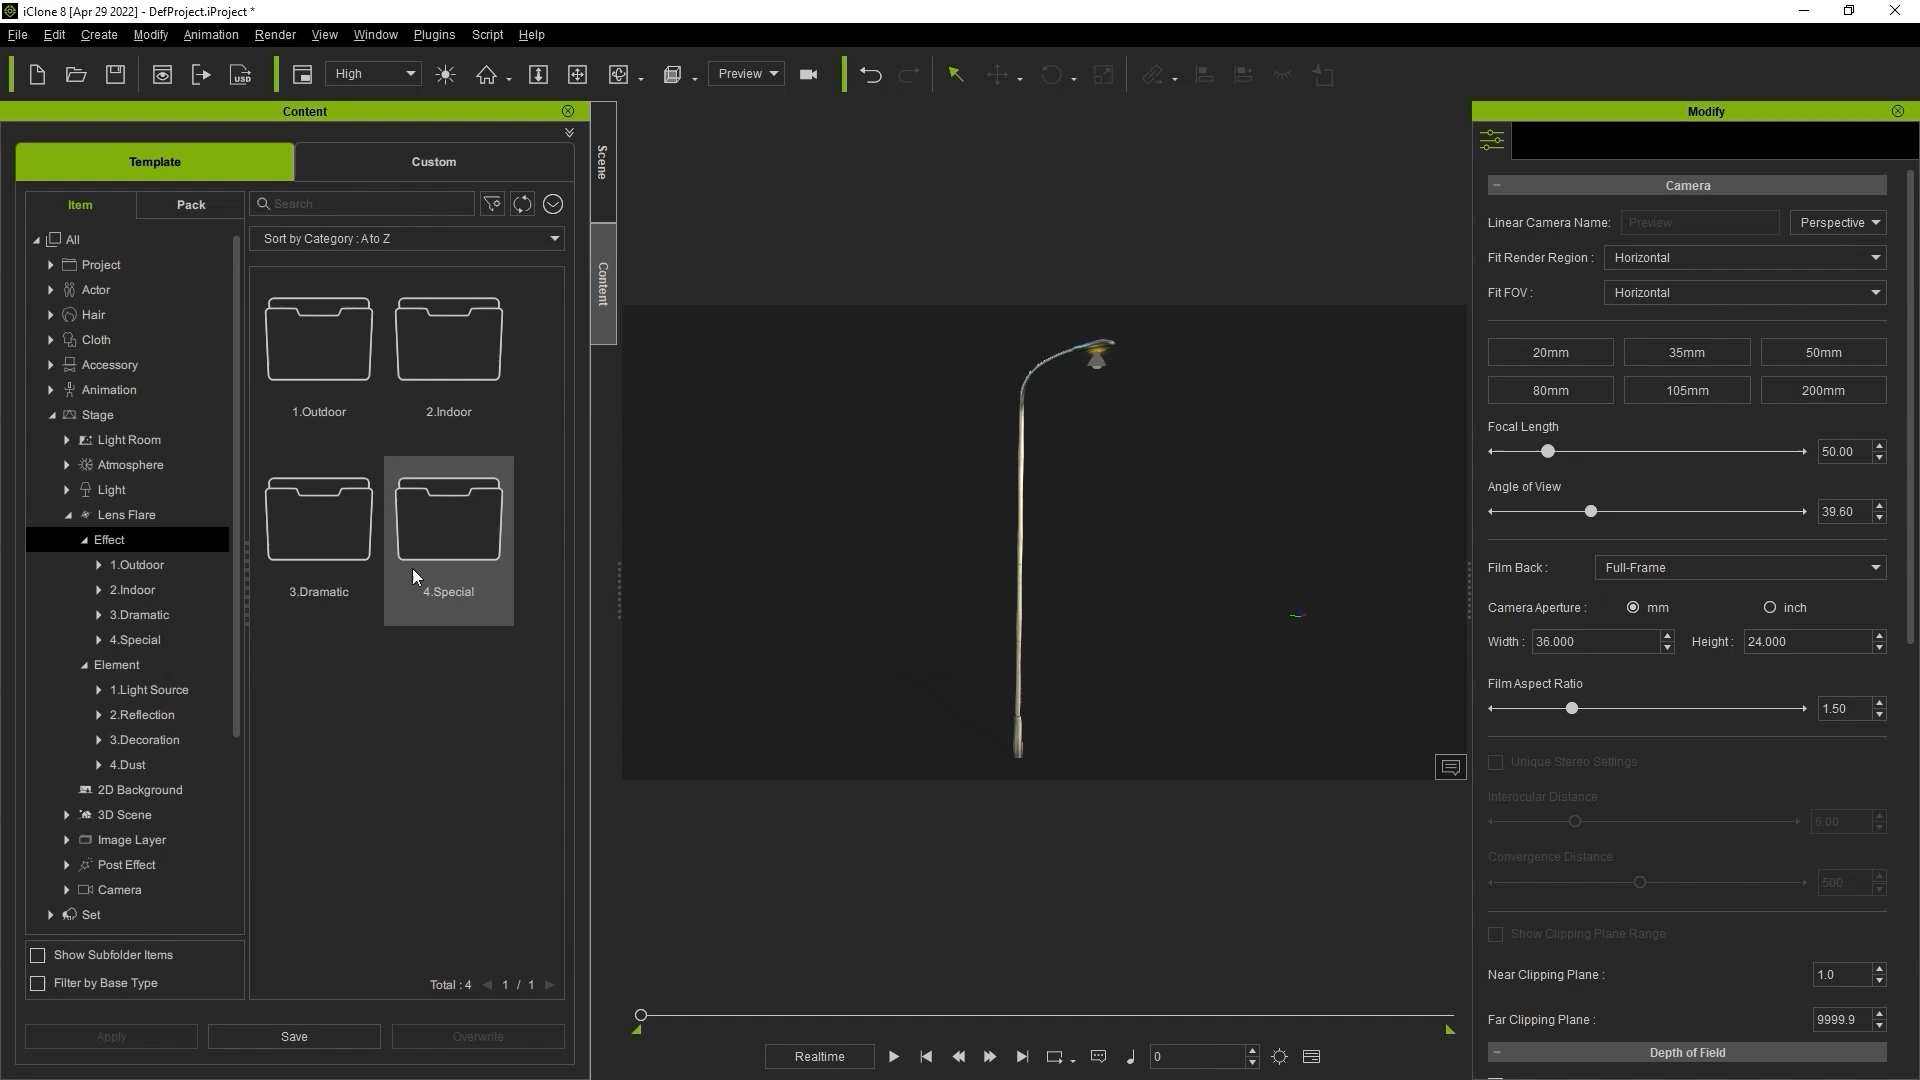 iClone 8 [Apr 29 2022] - DefProject.iProject *
File Edit Create Modify Animation Render View Window Plugins Script Help
USD High Preview
Content
Template Custom
Item Pack Search
Sort by Category : A to Z
All
Project
Actor
Hair
Cloth
Accessory
Animation
Stage
Light Room
Atmosphere
Light
Lens Flare
Effect
1.Outdoor
2.Indoor
3.Dramatic
4.Special
Element
1.Light Source
2.Reflection
3.Decoration
4.Dust
2D Background
3D Scene
Image Layer
Post Effect
Camera
Set
Show Subfolder Items
Filter by Base Type
1.Outdoor 2.Indoor
3.Dramatic 4.Special
Total : 4 1 / 1
Apply Save Overwrite
Scene
Content
Realtime 0
Modify
Camera
Linear Camera Name: Preview Perspective
Fit Render Region : Horizontal
Fit FOV : Horizontal
20mm 35mm 50mm
80mm 105mm 200mm
Focal Length
50.00
Angle of View
39.60
Film Back : Full-Frame
Camera Aperture : mm inch
Width : 36.000 Height : 24.000
Film Aspect Ratio
1.50
Unique Stereo Settings
Interocular Distance
6.00
Convergence Distance
500.
Show Clipping Plane Range
Near Clipping Plane : 1.0
Far Clipping Plane : 9999.9
Depth of Field